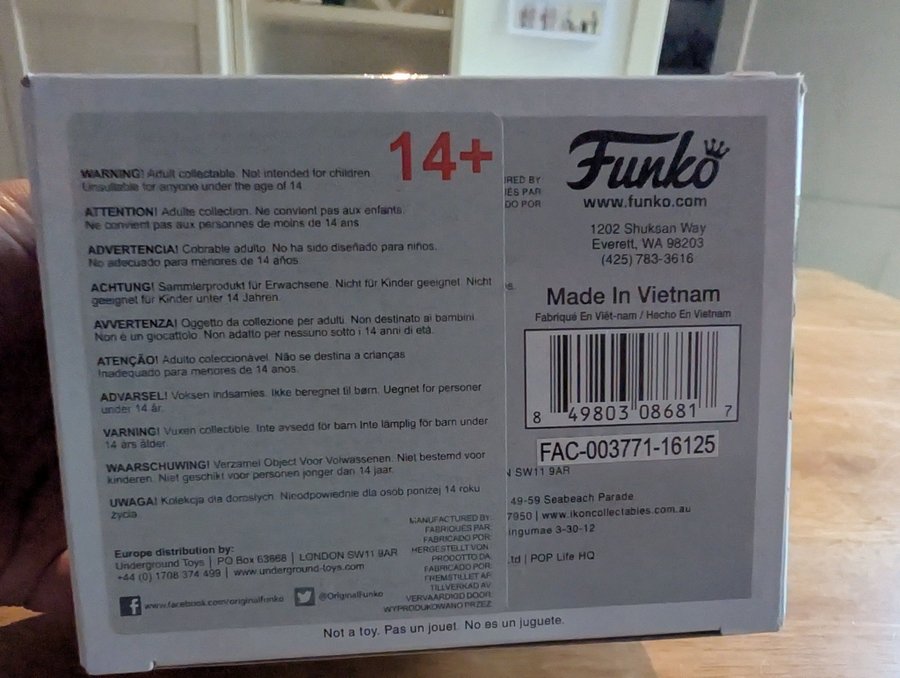 14+
WARNING! Adult collectable. Not intended for children
Unsuitable for anyone under the age of 14.
ATTENTION! Adulte collection. Ne convient pas aux enfants.
Ne convient pas aux personnes de moins de 14 ans
ADVERTENCIA! Cobrable adulto. No ha sido diseñado para niños.
No adecuado para menores de 14 años.
ACHTUNG! Sammlerprodukt für Erwachsene. Nicht für Kinder geeignet. Nicht
geeignet für Kinder unter 14 Jahren.
AVVERTENZA! Oggetto da collezione per adulti. Non destinato ai bambini.
Non è un giocattolo. Non adatto per nessuno sotto i 14 anni di età.
ATENÇÃO! Adulto coleccionável. Não se destina a crianças
Inadequado para menores de 14 anos.
ADVARSEL! Voksen indsamles. Ikke beregnet til børn. Uegnet for personer
under 14 år.
VARNING! Vuxen collectible. Inte avsedd för barn Inte lämplig för barn under
14 års ålder.
WAARSCHUWING! Verzamel Object Voor Volwassenen. Niet bestemd voor
kinderen. Niet geschikt voor personen jonger dan 14 jaar.
UWAGA! Kolekcja dla dorosłych. Nieodpowiednie dla osób poniżej 14 roku
życia
Europe distribution by:
Underground Toys | PO Box 63668 | LONDON SW11 9AR
+44 (0) 1708 374 499 | www.underground-toys.com
www.facebook.com/originalfunko
@OriginalFunko
MANUFACTURED BY:
FABRIQUÉS PAR:
FABRICADO POR:
HERGESTELLT VON:
PRODOTTO DA:
FABRICADO POR:
FREMSTILLET AF:
TILLVERKAD AV:
VERVAARDIGD DOOR:
WYPRODUKOWANO PRZEZ
RED BY
ÉS PAR
DO POR
Funko
www.funko.com
1202 Shuksan Way
Everett, WA 98203
(425) 783-3616
Made In Vietnam
Fabriqué En Viêt-nam / Hecho En Vietnam
8 49803 08681 7
FAC-003771-16125
N SW11 9AR
49-59 Seabeach Parade
7950 | www.ikoncollectables.com.au
ingumae 3-30-12
.td | POP Life HQ
Not a toy. Pas un jouet. No es un juguete.